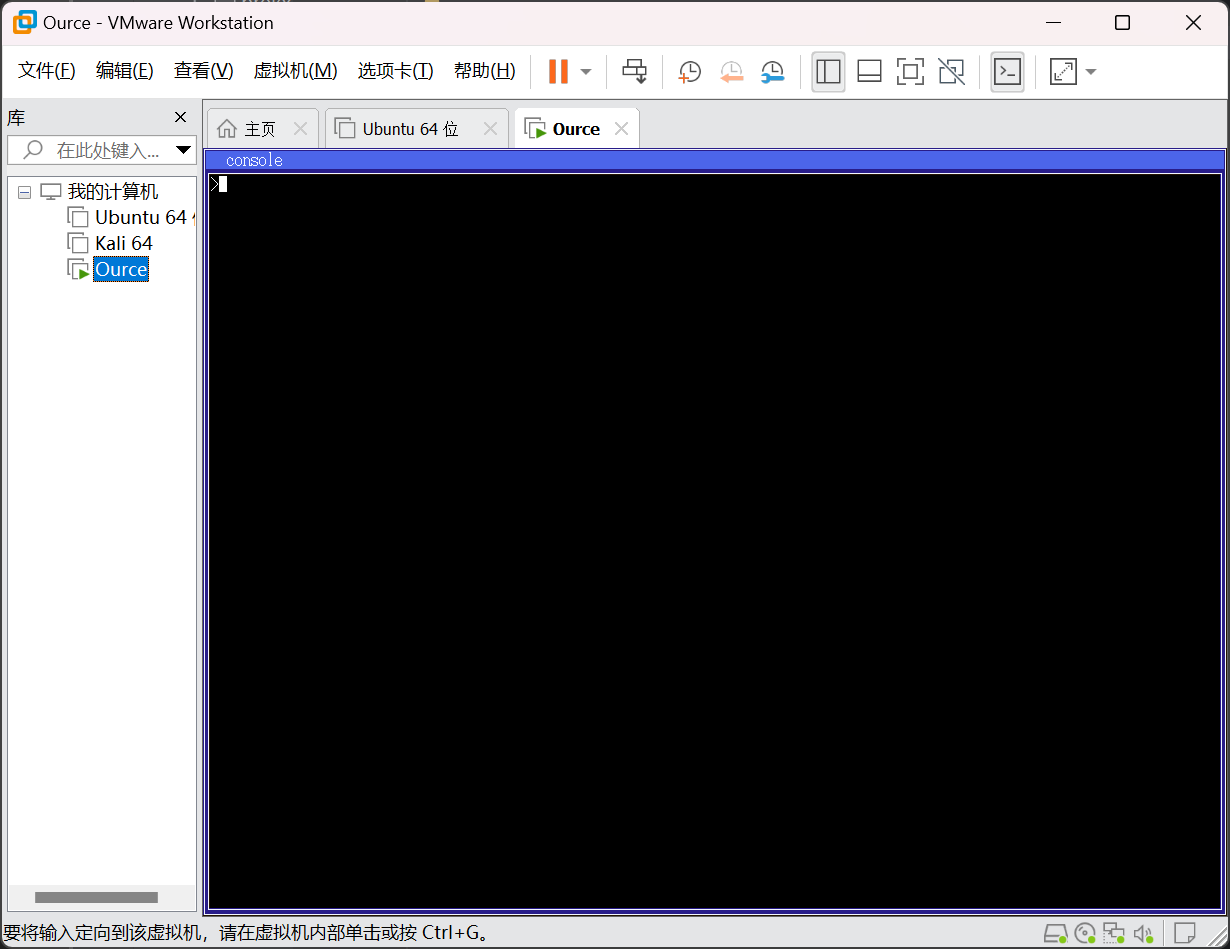 Ource - VMware Workstation
文件(F) 编辑(E) 查看(V) 虚拟机(M) 选项卡(T) 帮助(H)
库
在此处键入...
我的计算机
Ubuntu 64
Kali 64
Ource
主页 Ubuntu 64 位 Ource
console
>
要将输入定向到该虚拟机，请在虚拟机内部单击或按 Ctrl+G。